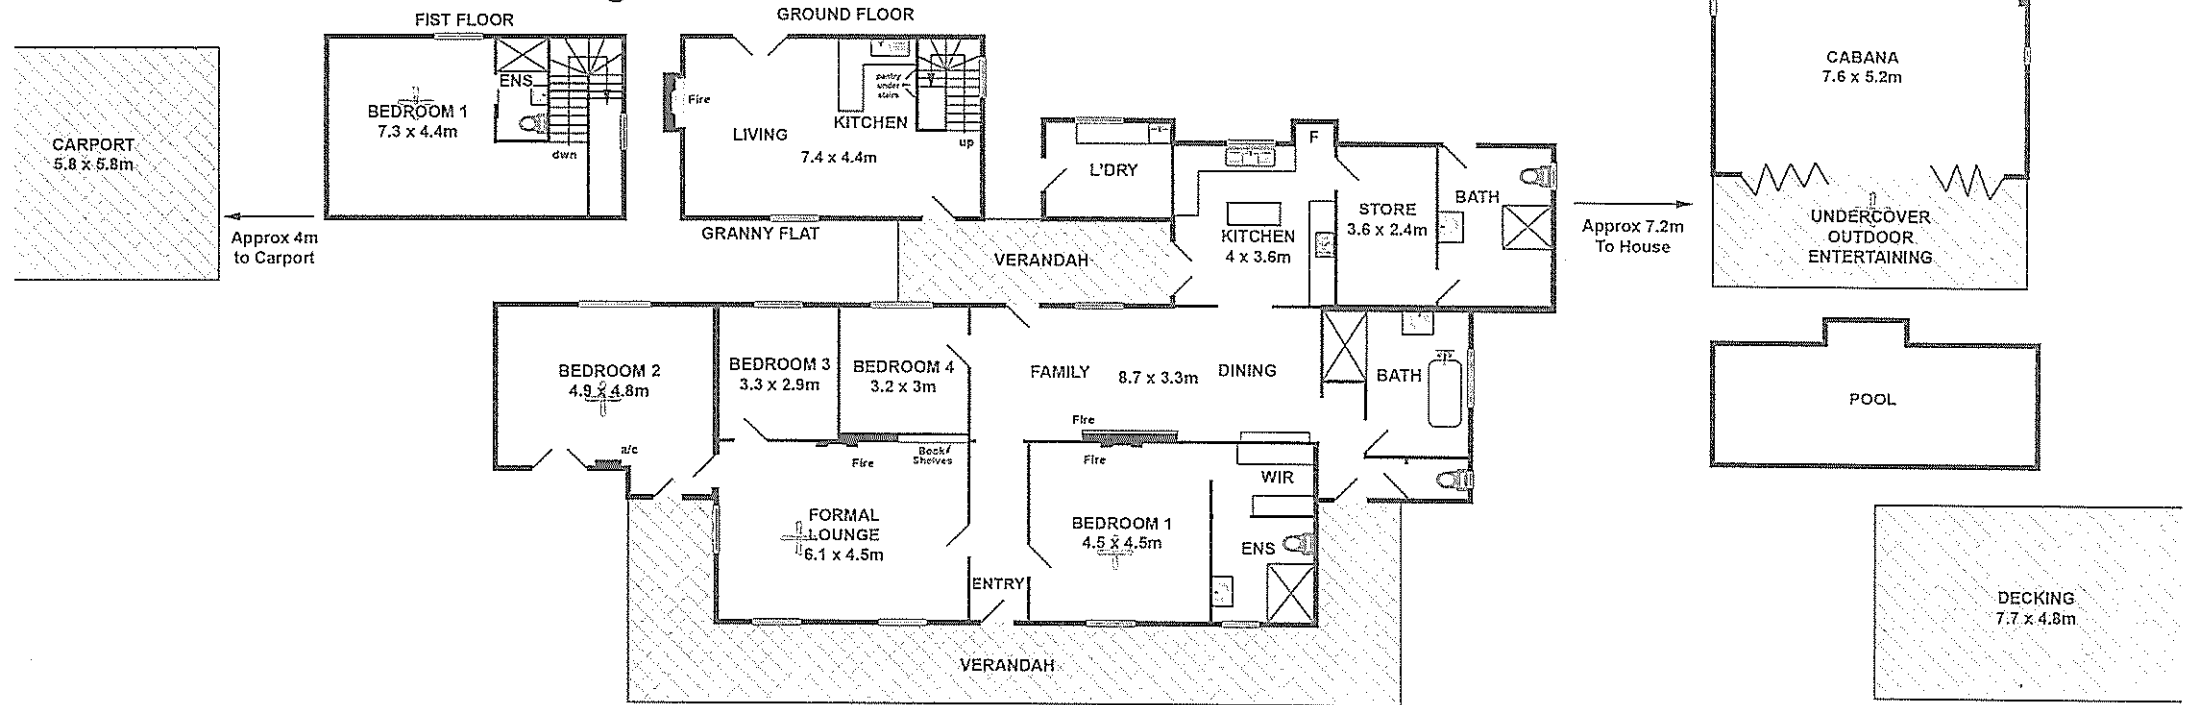 FIST FLOOR
GROUND FLOOR
CARPORT
5.8 x 5.8m
Approx 4m
to Carport
BEDROOM 1
7.3 x 4.4m
ENS
dwn
Fire
LIVING
KITCHEN
7.4 x 4.4m
pantry
under
stairs
up
GRANNY FLAT
VERANDAH
L'DRY
F
KITCHEN
4 x 3.6m
STORE
3.6 x 2.4m
BATH
Approx 7.2m
To House
CABANA
7.6 x 5.2m
UNDERCOVER
OUTDOOR
ENTERTAINING
POOL
DECKING
7.7 x 4.8m
BEDROOM 2
4.9 x 4.8m
a/c
BEDROOM 3
3.3 x 2.9m
BEDROOM 4
3.2 x 3m
FAMILY
8.7 x 3.3m
DINING
BATH
Fire
Fire
Book/
Shelves
Fire
WIR
FORMAL
LOUNGE
6.1 x 4.5m
BEDROOM 1
4.5 x 4.5m
ENS
ENTRY
VERANDAH